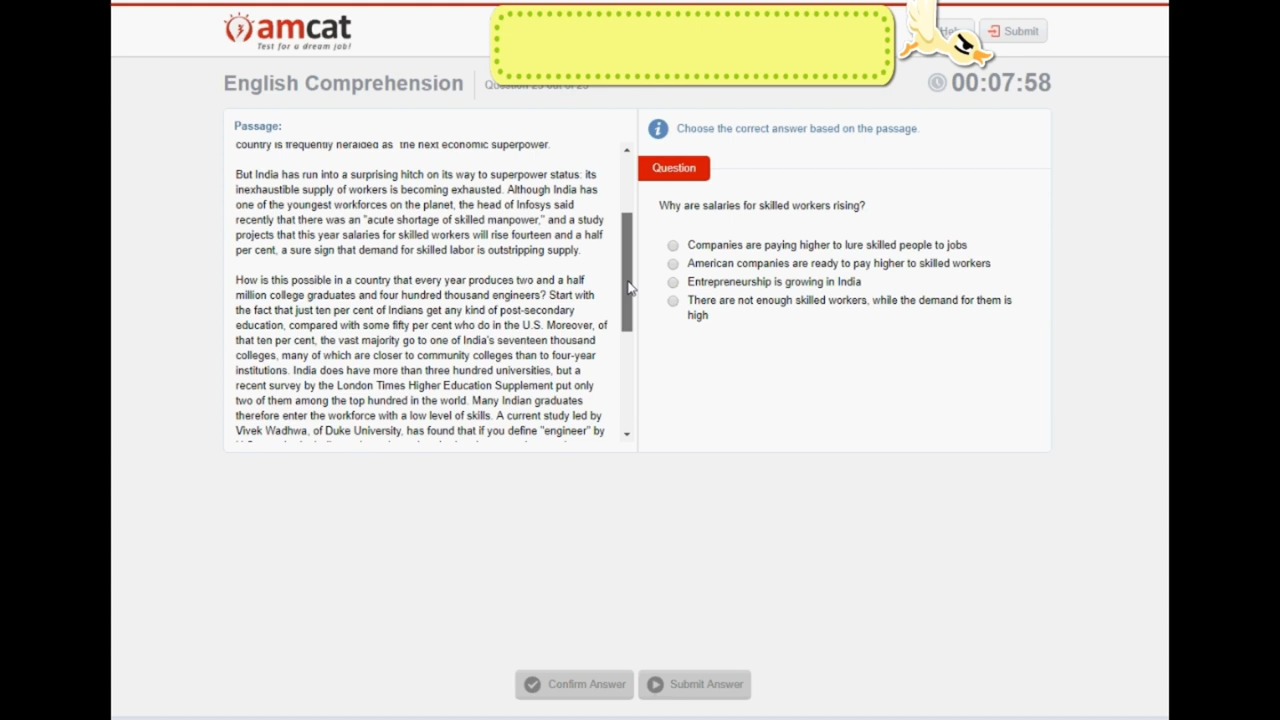 amcat
Test for a dream job!
Help
Submit
English Comprehension
00:07:58
Passage:
country is frequently heralded as the next economic superpower.
But India has run into a surprising hitch on its way to superpower status: its
inexhaustible supply of workers is becoming exhausted. Although India has
one of the youngest workforces on the planet, the head of Infosys said
recently that there was an "acute shortage of skilled manpower," and a study
projects that this year salaries for skilled workers will rise fourteen and a half
per cent, a sure sign that demand for skilled labor is outstripping supply.
How is this possible in a country that every year produces two and a half
million college graduates and four hundred thousand engineers? Start with
the fact that just ten per cent of Indians get any kind of post-secondary
education, compared with some fifty per cent who do in the U.S. Moreover, of
that ten per cent, the vast majority go to one of India's seventeen thousand
colleges, many of which are closer to community colleges than to four-year
institutions. India does have more than three hundred universities, but a
recent survey by the London Times Higher Education Supplement put only
two of them among the top hundred in the world. Many Indian graduates
therefore enter the workforce with a low level of skills. A current study led by
Vivek Wadhwa, of Duke University, has found that if you define "engineer" by
Choose the correct answer based on the passage.
Question
Why are salaries for skilled workers rising?
Companies are paying higher to lure skilled people to jobs
American companies are ready to pay higher to skilled workers
Entrepreneurship is growing in India
There are not enough skilled workers, while the demand for them is
high
Confirm Answer
Submit Answer